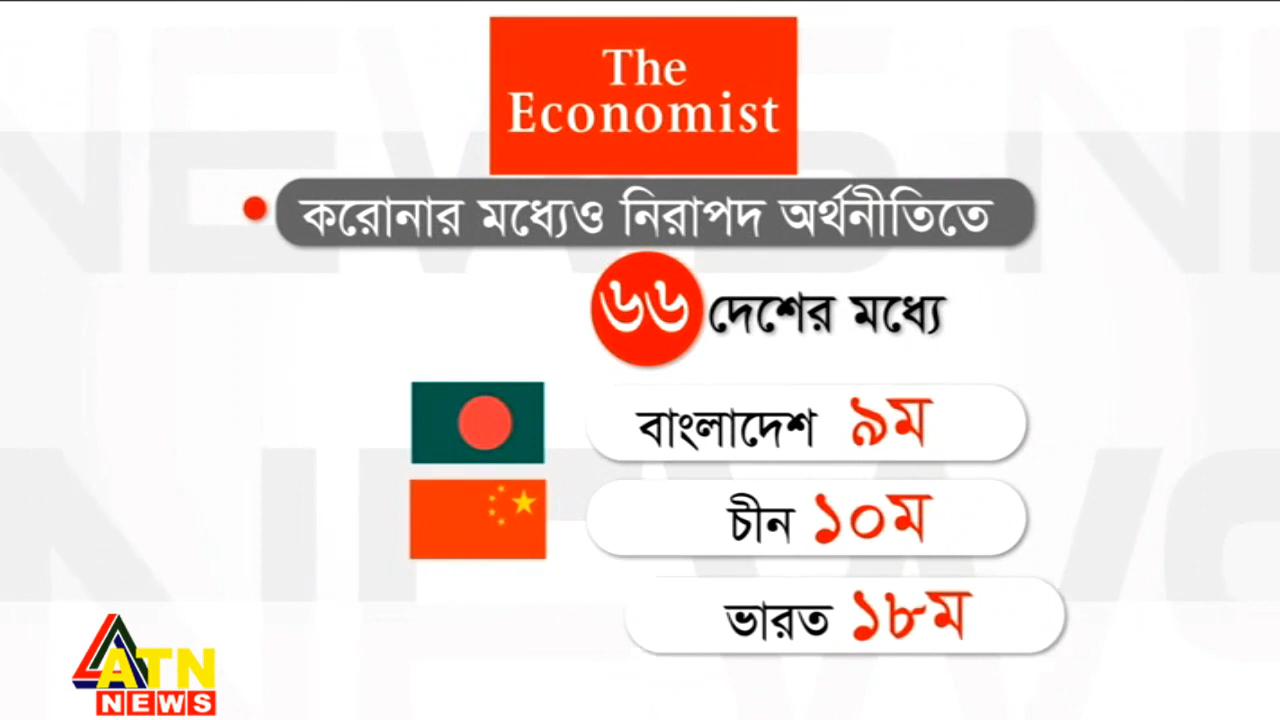 The
Economist
করোনার মধ্যেও নিরাপদ অর্থনীতিতে
৬৬ দেশের মধ্যে
বাংলাদেশ ৯ম
চীন ১০ম
ভারত ১৮ম
ATN
NEWS